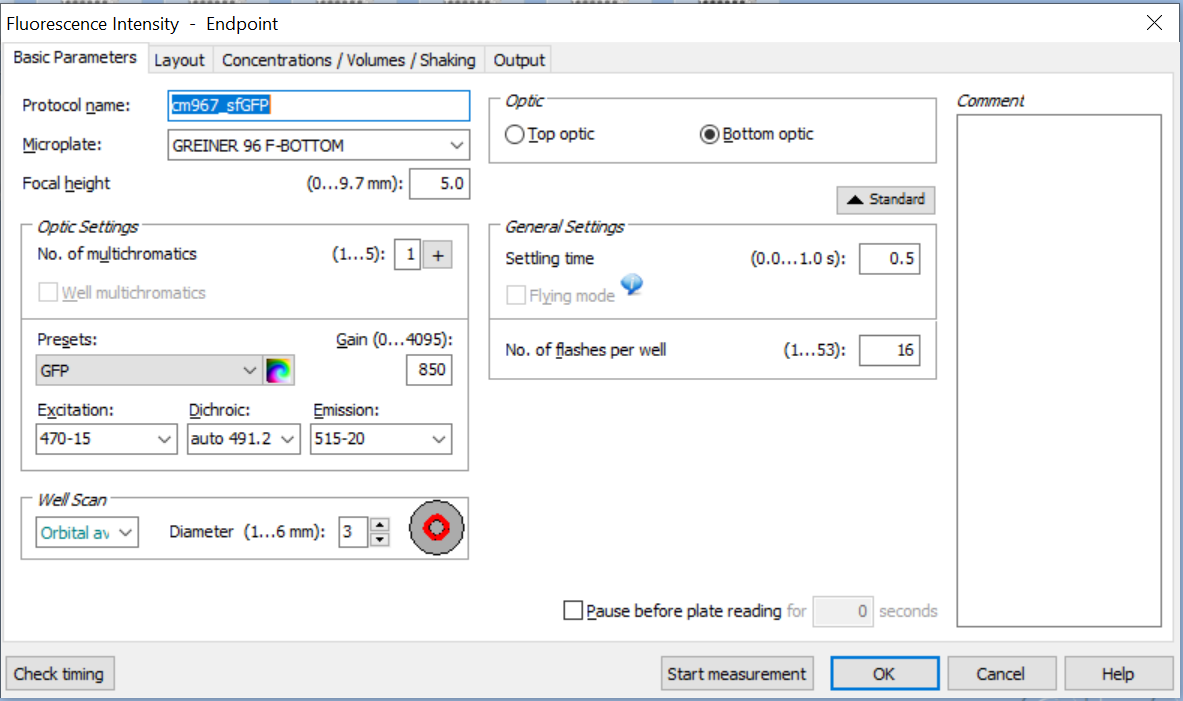 Fluorescence Intensity - Endpoint
Basic Parameters
Layout
Concentrations / Volumes / Shaking
Output
Protocol name:
cm967_sfGFP
Microplate:
GREINER 96 F-BOTTOM
Focal height
(0...9.7 mm):
5.0
Optic
Top optic
Bottom optic
Standard
Optic Settings
No. of multichromatics
(1...5):
1
+
Well multichromatics
Presets:
Gain (0...4095):
GFP
850
Excitation:
Dichroic:
Emission:
470-15
auto 491.2
515-20
General Settings
Settling time
(0.0...1.0 s):
0.5
Flying mode
No. of flashes per well
(1...53):
16
Well Scan
Orbital av
Diameter (1...6 mm):
3
Comment
Pause before plate reading for
0
seconds
Check timing
Start measurement
OK
Cancel
Help